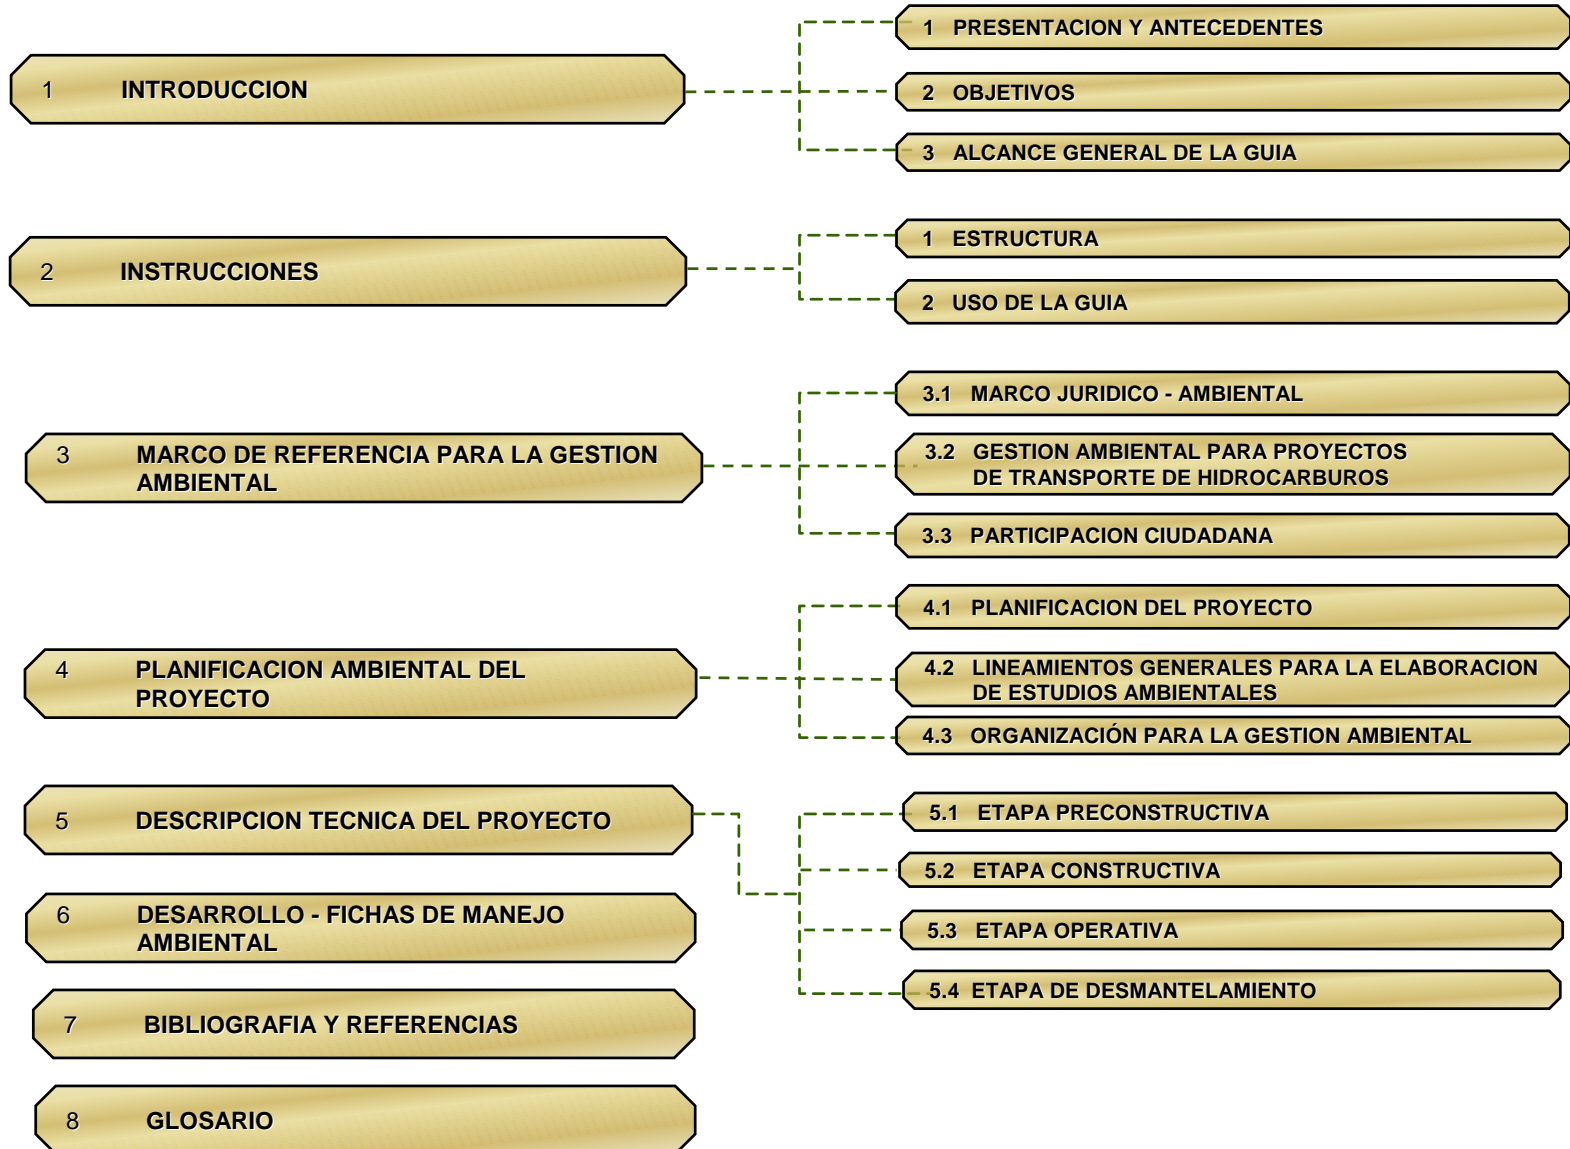 1 INTRODUCCION
1 PRESENTACION Y ANTECEDENTES
2 OBJETIVOS
3 ALCANCE GENERAL DE LA GUIA
2 INSTRUCCIONES
1 ESTRUCTURA
2 USO DE LA GUIA
3 MARCO DE REFERENCIA PARA LA GESTION
AMBIENTAL
3.1 MARCO JURIDICO - AMBIENTAL
3.2 GESTION AMBIENTAL PARA PROYECTOS
DE TRANSPORTE DE HIDROCARBUROS
3.3 PARTICIPACION CIUDADANA
4 PLANIFICACION AMBIENTAL DEL
PROYECTO
4.1 PLANIFICACION DEL PROYECTO
4.2 LINEAMIENTOS GENERALES PARA LA ELABORACION
DE ESTUDIOS AMBIENTALES
4.3 ORGANIZACIÓN PARA LA GESTION AMBIENTAL
5 DESCRIPCION TECNICA DEL PROYECTO
5.1 ETAPA PRECONSTRUCTIVA
5.2 ETAPA CONSTRUCTIVA
5.3 ETAPA OPERATIVA
5.4 ETAPA DE DESMANTELAMIENTO
6 DESARROLLO - FICHAS DE MANEJO
AMBIENTAL
7 BIBLIOGRAFIA Y REFERENCIAS
8 GLOSARIO